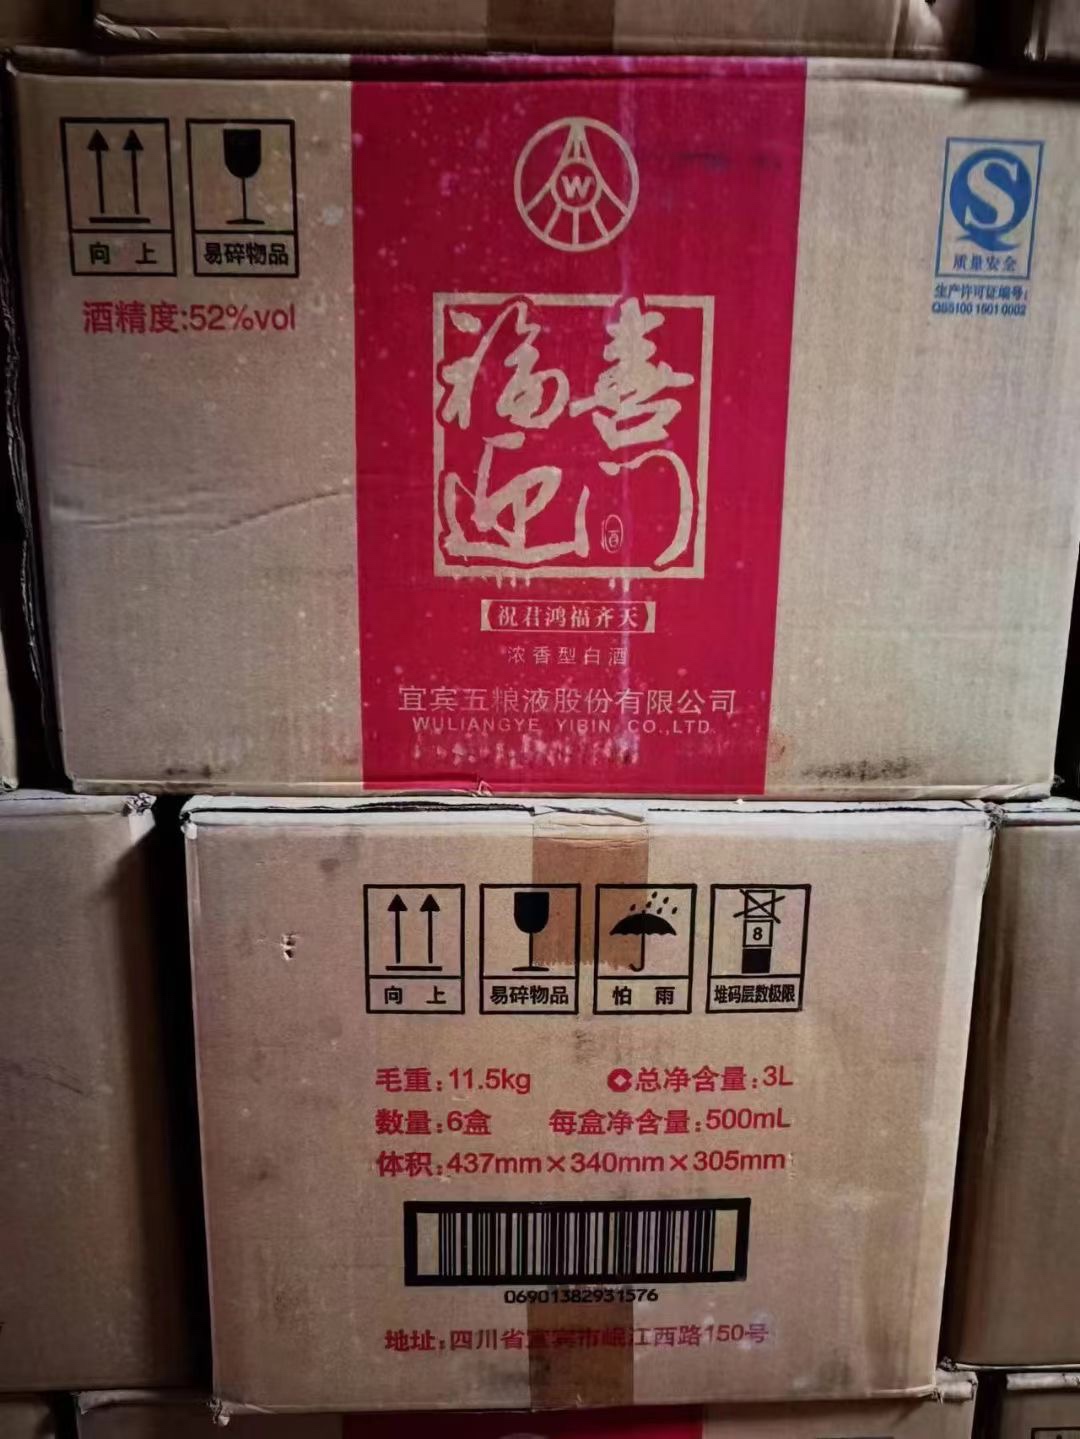 W
向 上
易碎物品
质量安全
生产许可证编号:
QS5100 1501 0002
酒精度:52%vol
福喜
迎门
酒
祝君鸿福齐天
浓香型白酒
宜宾五粮液股份有限公司
WULIANGYE YIBIN CO.,LTD.
向 上
易碎物品
怕 雨
8
堆码层数极限
毛重:11.5kg 总净含量:3L
数量:6盒 每盒净含量:500mL
体积:437mm×340mm×305mm
06901382931576
地址:四川省宜宾市岷江西路150号